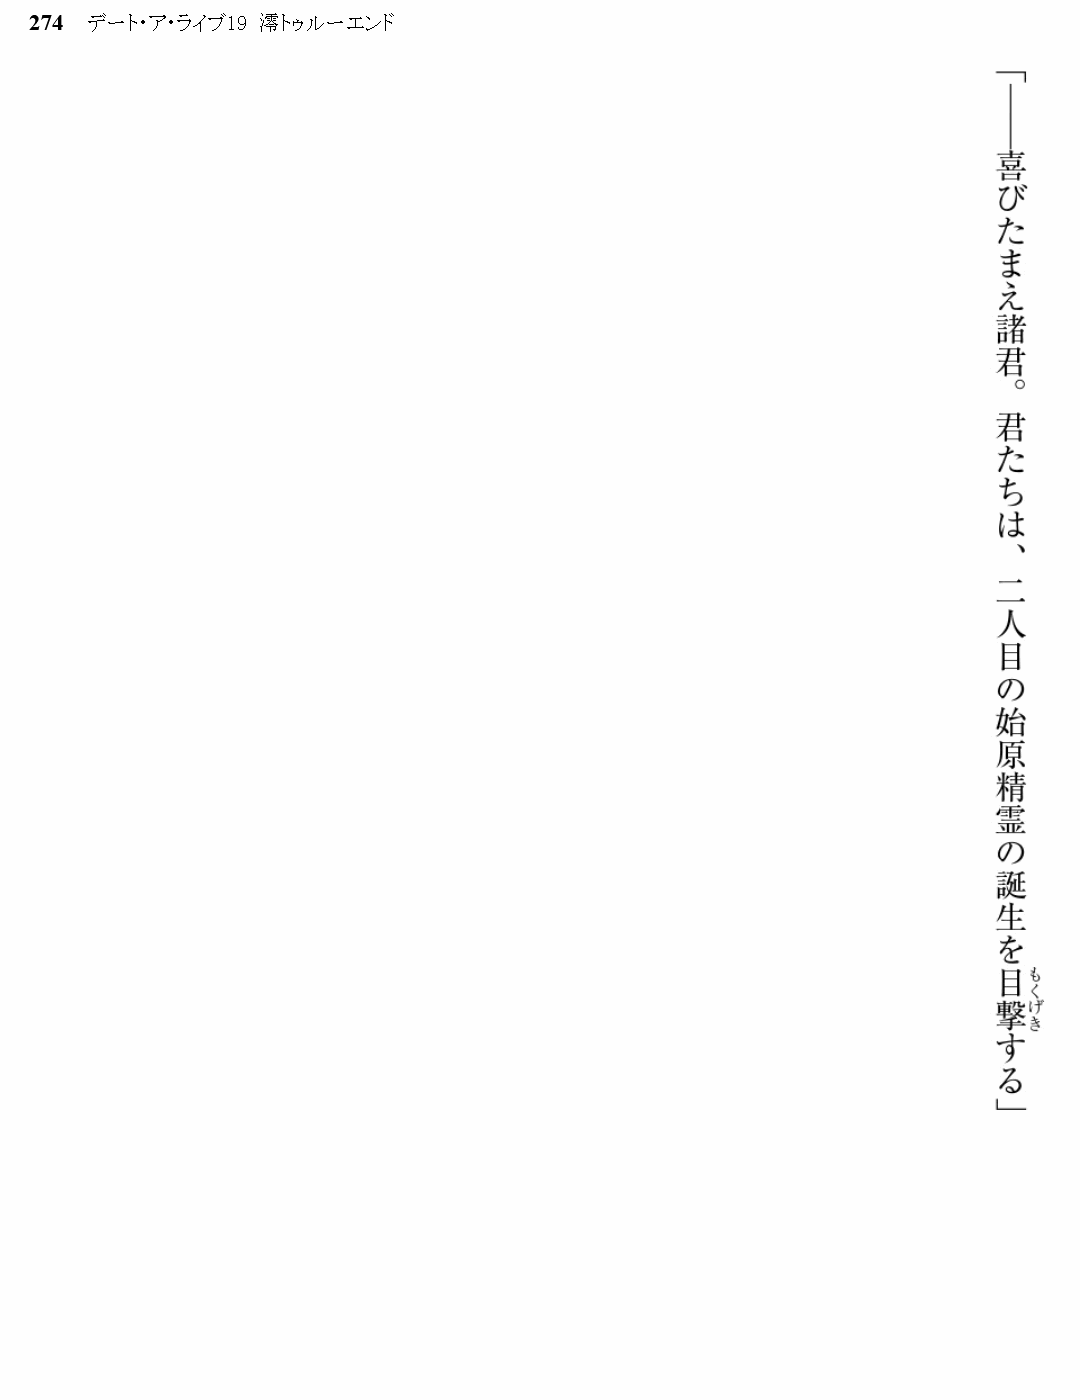 274 デート・ア・ライブ19 澪トゥルーエンド
「――喜びたまえ諸君。君たちは、二人目の始原精霊の誕生を目撃する」
もくげき